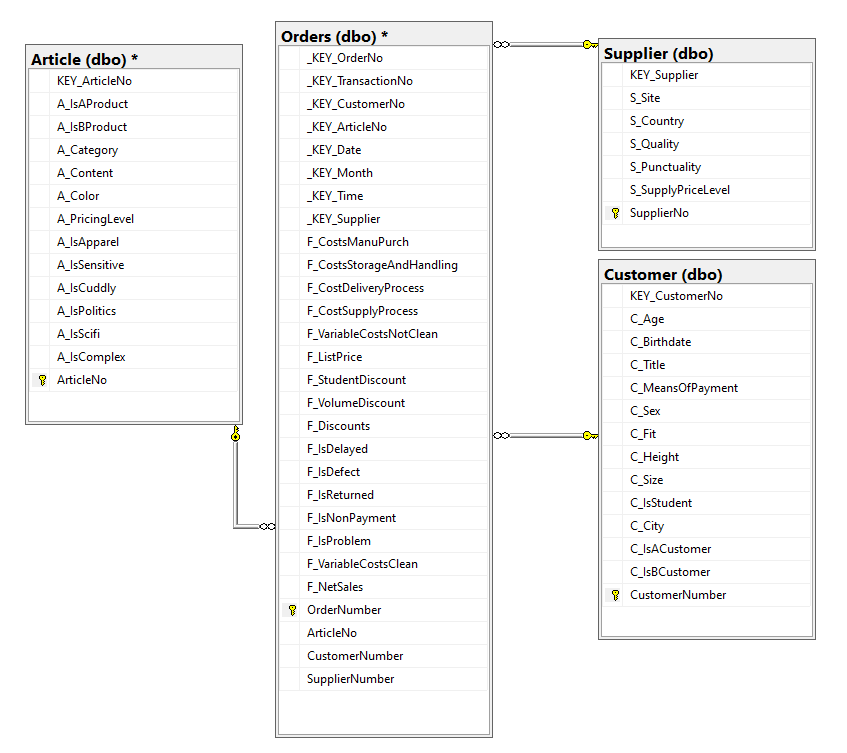 Article (dbo) *
KEY_ArticleNo
A_IsAProduct
A_IsBProduct
A_Category
A_Content
A_Color
A_PricingLevel
A_IsApparel
A_IsSensitive
A_IsCuddly
A_IsPolitics
A_IsScifi
A_IsComplex
ArticleNo
Orders (dbo) *
_KEY_OrderNo
_KEY_TransactionNo
_KEY_CustomerNo
_KEY_ArticleNo
_KEY_Date
_KEY_Month
_KEY_Time
_KEY_Supplier
F_CostsManuPurch
F_CostsStorageAndHandling
F_CostDeliveryProcess
F_CostSupplyProcess
F_VariableCostsNotClean
F_ListPrice
F_StudentDiscount
F_VolumeDiscount
F_Discounts
F_IsDelayed
F_IsDefect
F_IsReturned
F_IsNonPayment
F_IsProblem
F_VariableCostsClean
F_NetSales
OrderNumber
ArticleNo
CustomerNumber
SupplierNumber
Supplier (dbo)
KEY_Supplier
S_Site
S_Country
S_Quality
S_Punctuality
S_SupplyPriceLevel
SupplierNo
Customer (dbo)
KEY_CustomerNo
C_Age
C_Birthdate
C_Title
C_MeansOfPayment
C_Sex
C_Fit
C_Height
C_Size
C_IsStudent
C_City
C_IsACustomer
C_IsBCustomer
CustomerNumber